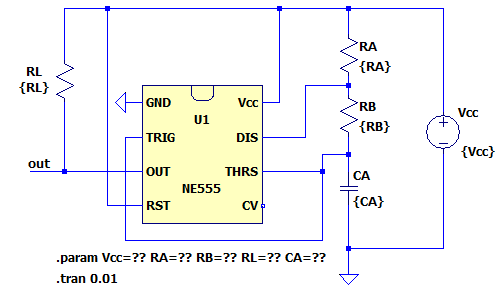 RL
{RL}
RA
{RA}
GND
Vcc
U1
TRIG
DIS
RB
{RB}
Vcc
{Vcc}
out
OUT
THRS
NE555
CA
{CA}
RST
CV
.param Vcc=?? RA=?? RB=?? RL=?? CA=??
.tran 0.01